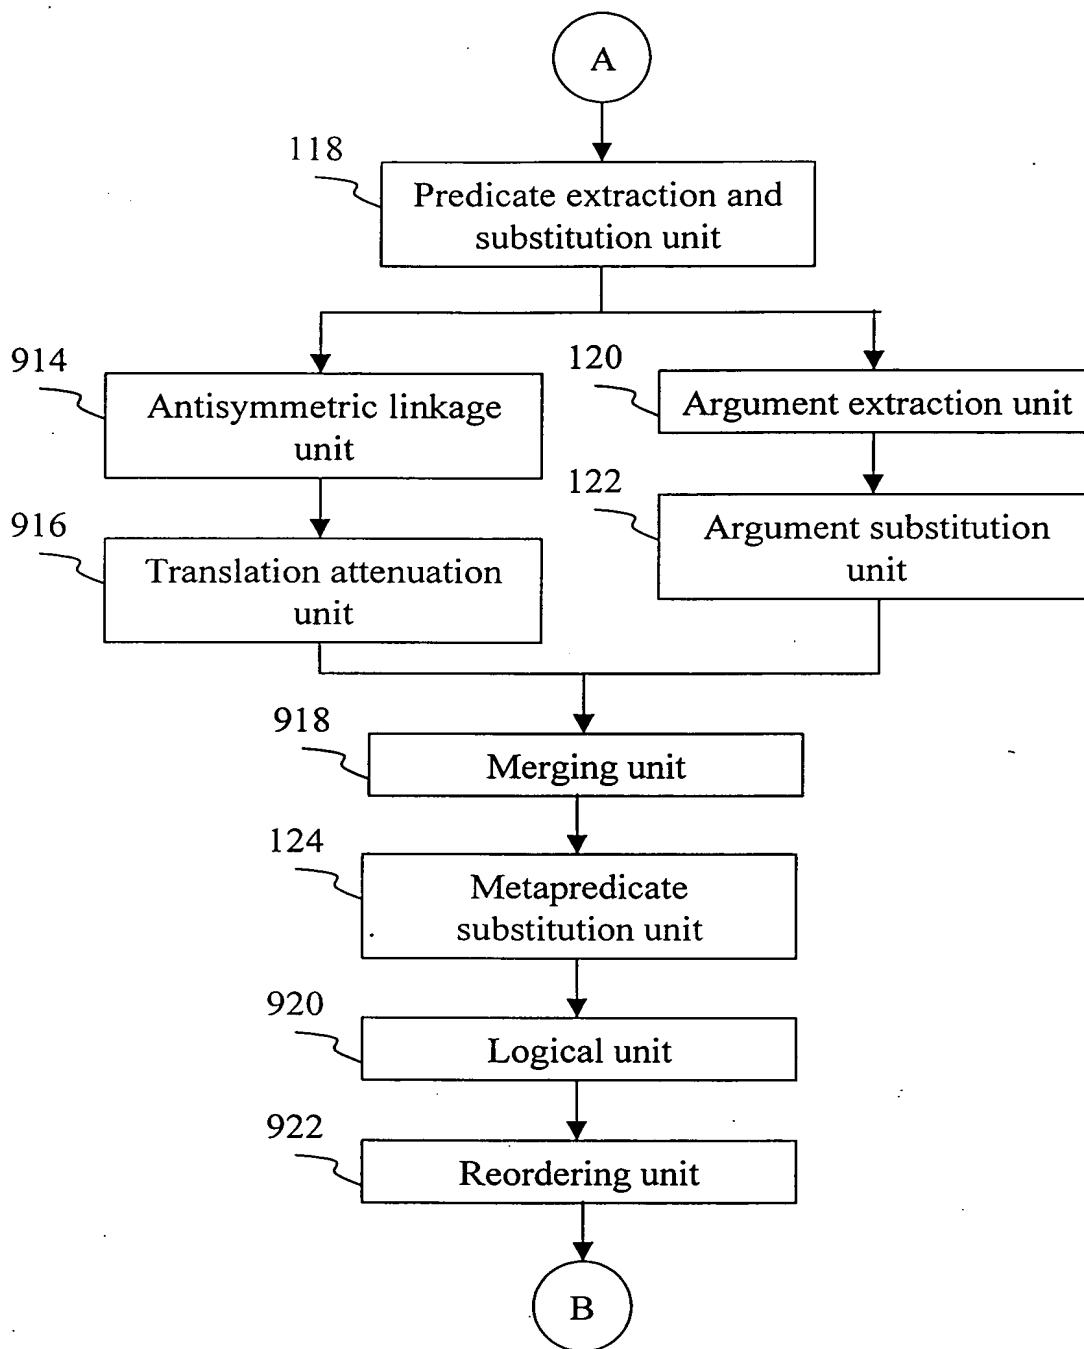 A
118
Predicate extraction and
substitution unit
914
Antisymmetric linkage
unit
120
Argument extraction unit
122
Argument substitution
unit
916
Translation attenuation
unit
918
Merging unit
124
Metapredicate
substitution unit
920
Logical unit
922
Reordering unit
B